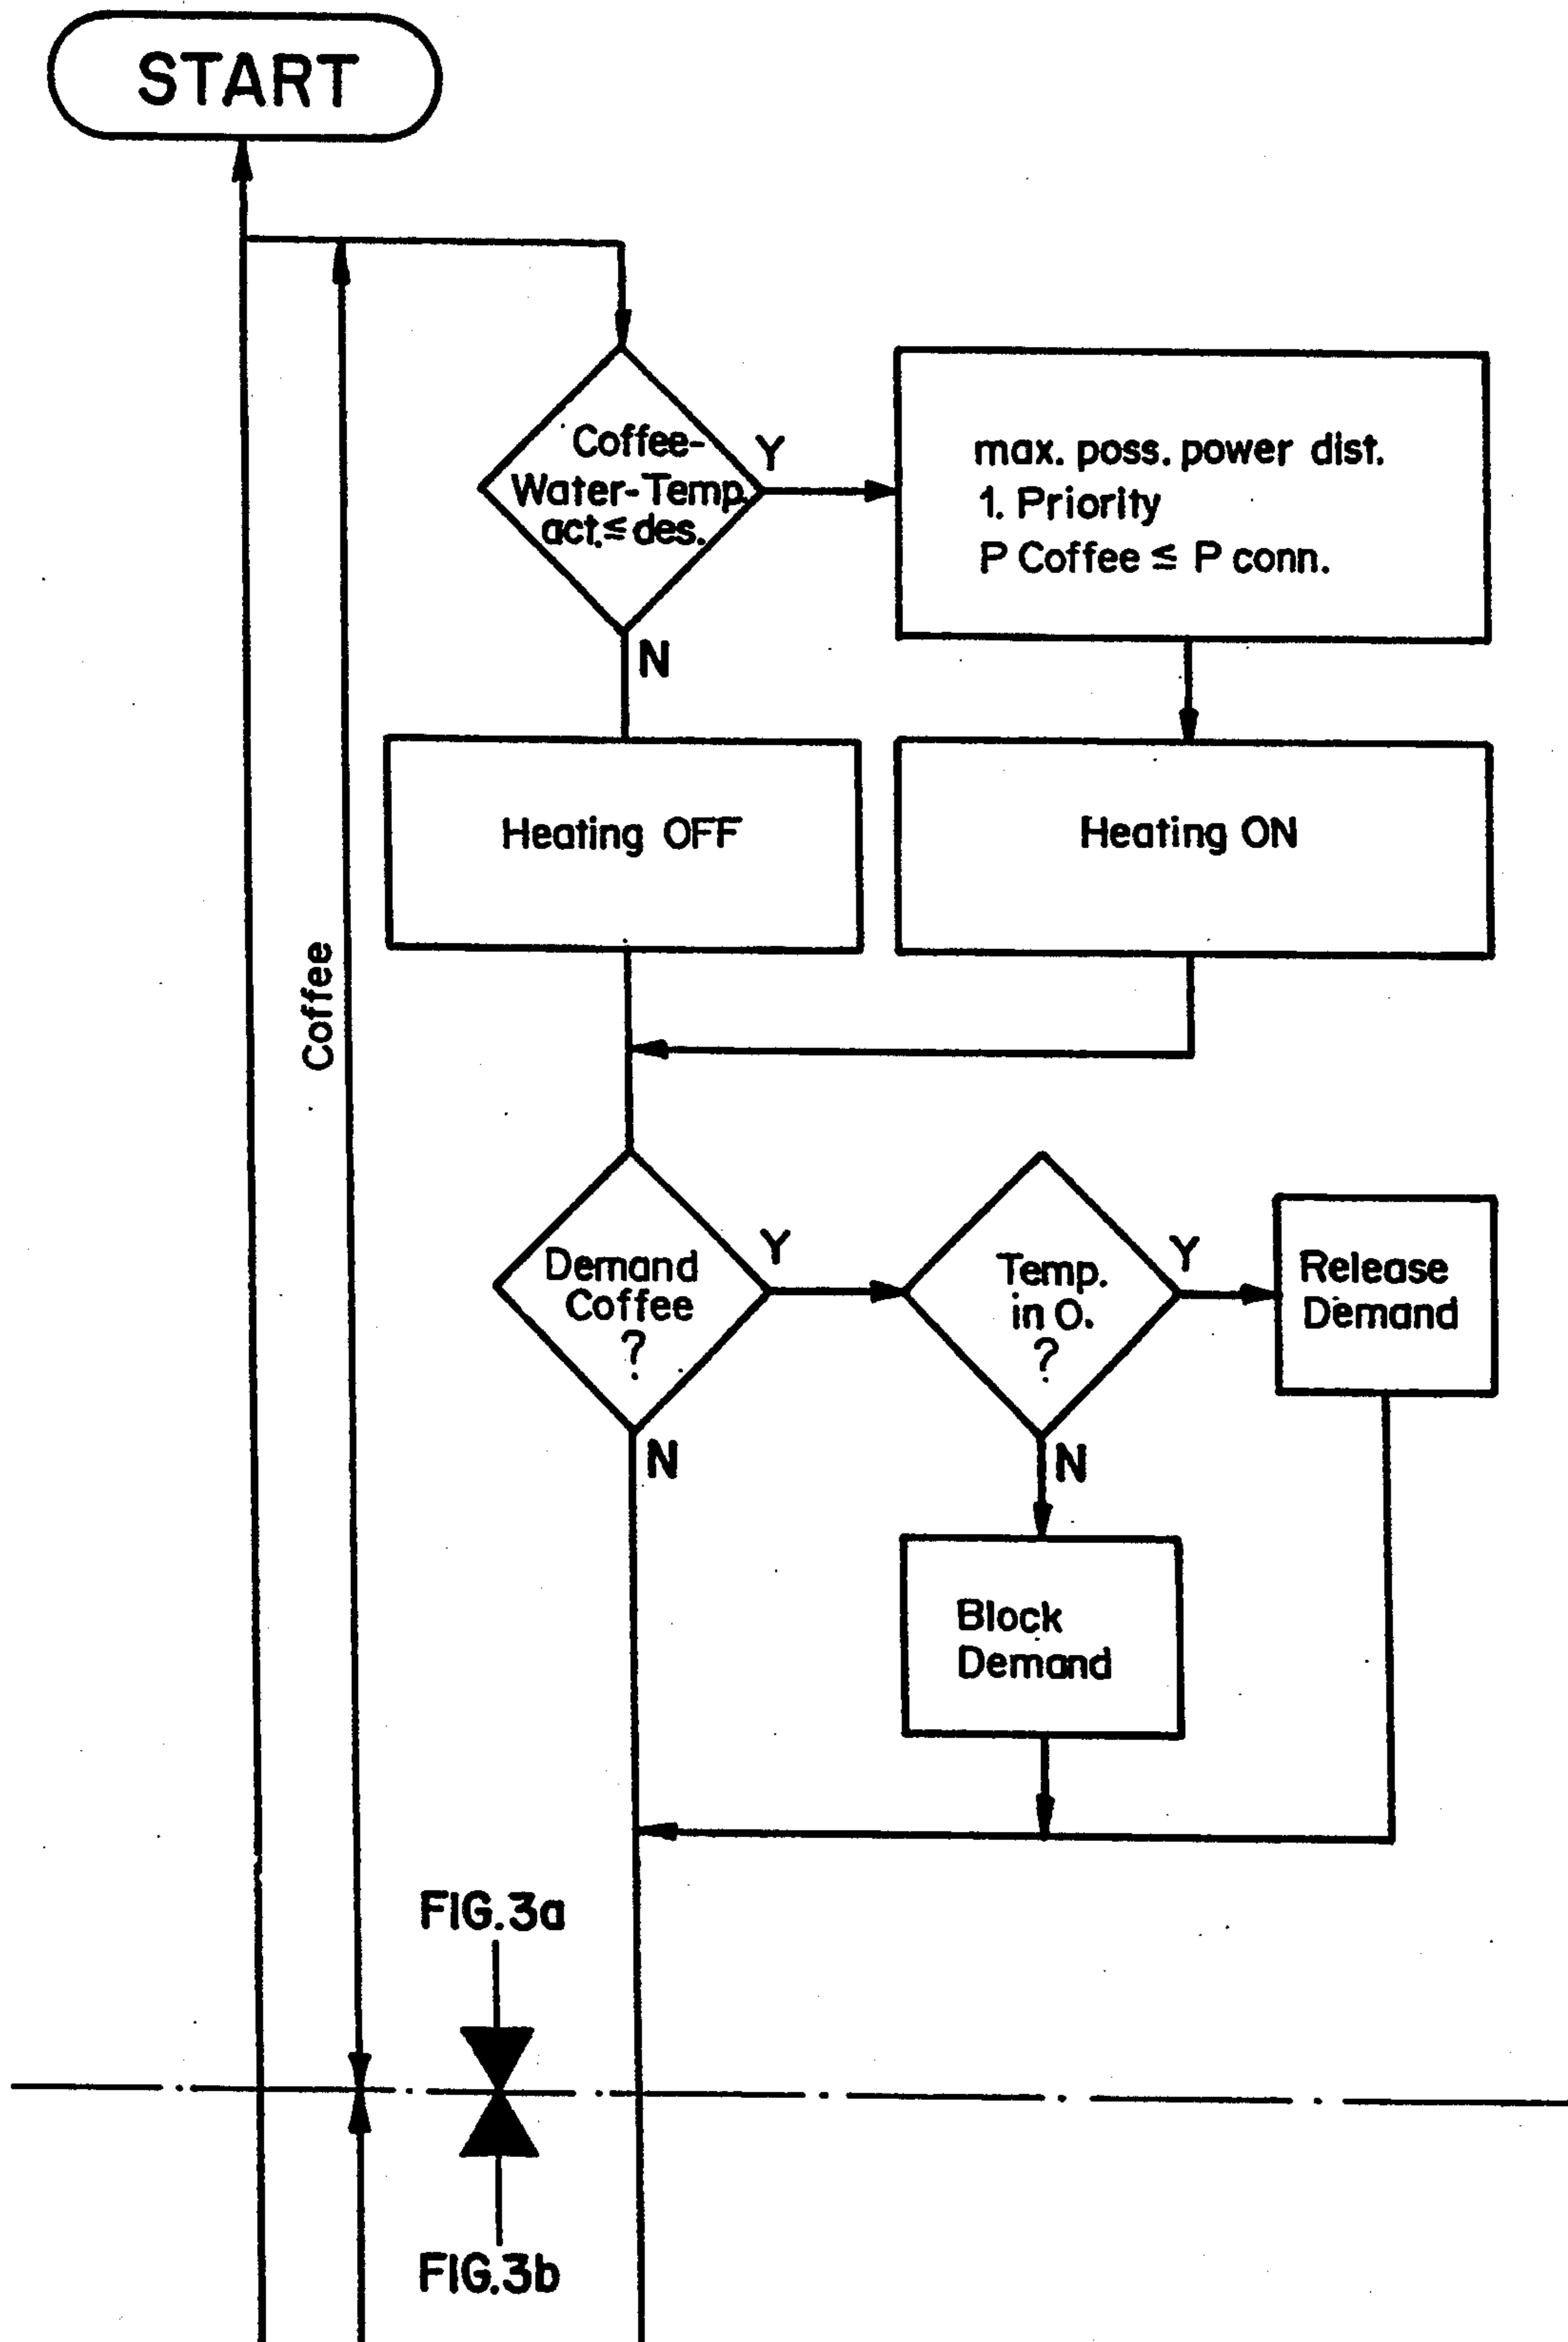 START
Coffee-
Water-Temp.
act.≤des.
Y
max. poss. power dist.
1. Priority
P Coffee ≤ P conn.
N
Heating OFF
Heating ON
Coffee
Demand
Coffee
?
Y
Temp.
in O.
?
Y
Release
Demand
N
N
Block
Demand
FIG.3a
FIG.3b